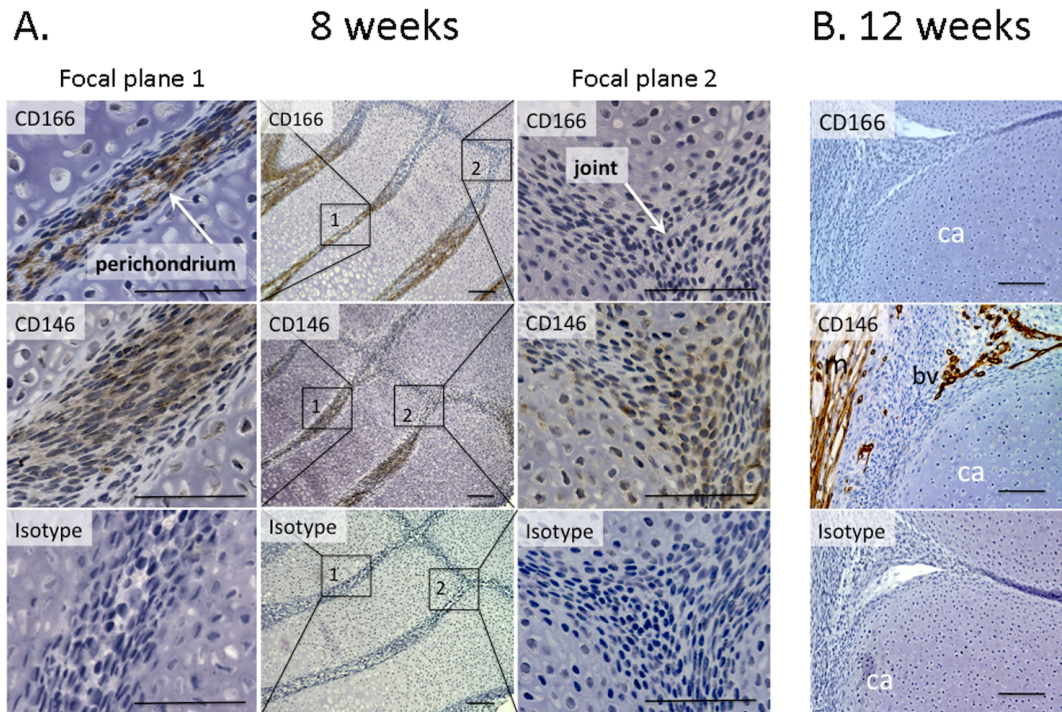 A. 8 weeks B. 12 weeks
Focal plane 1 Focal plane 2
CD166 CD166 CD166 CD166
joint
2
1
perichondrium
ca
CD146 CD146 CD146 CD146
m
bv
1
2
ca
Isotype Isotype Isotype Isotype
1
2
ca